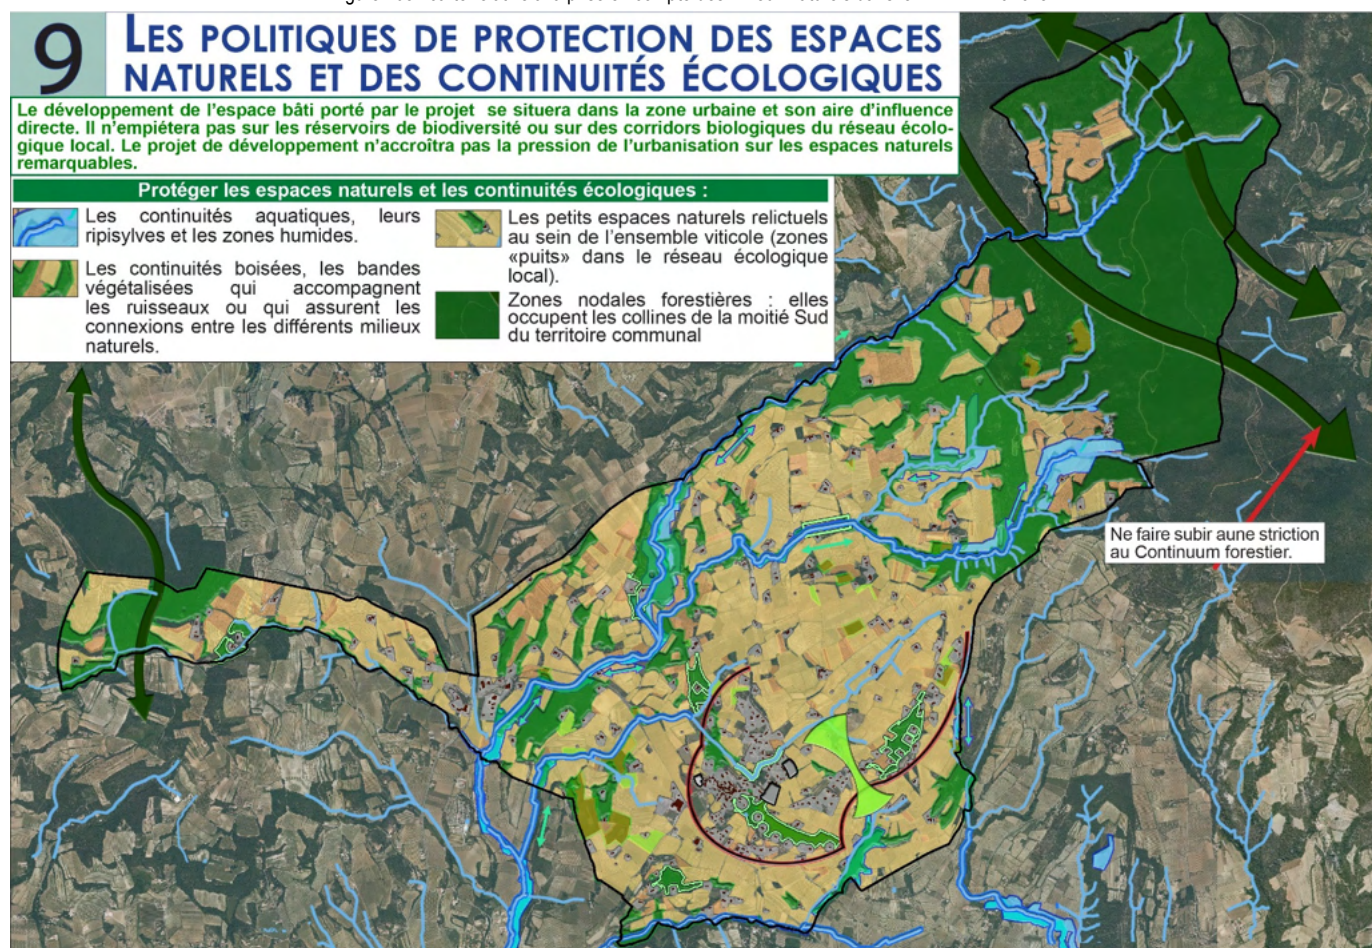 9
LES POLITIQUES DE PROTECTION DES ESPACES
NATURELS ET DES CONTINUITÉS ÉCOLOGIQUES
Le développement de l'espace bâti porté par le projet se situera dans la zone urbaine et son aire d'influence
directe. Il n'empiétera pas sur les réservoirs de biodiversité ou sur des corridors biologiques du réseau écolo-
gique local. Le projet de développement n'accroîtra pas la pression de l'urbanisation sur les espaces naturels
remarquables.
Protéger les espaces naturels et les continuités écologiques :
Les continuités aquatiques, leurs
ripisylves et les zones humides.
Les continuités boisées, les bandes
végétalisées qui accompagnent
les ruisseaux ou qui assurent les
connexions entre les différents milieux
naturels.
Les petits espaces naturels relictuels
au sein de l'ensemble viticole (zones
«puits» dans le réseau écologique
local).
Zones nodales forestières : elles
occupent les collines de la moitié Sud
du territoire communal
Ne faire subir aune striction
au Continuum forestier.